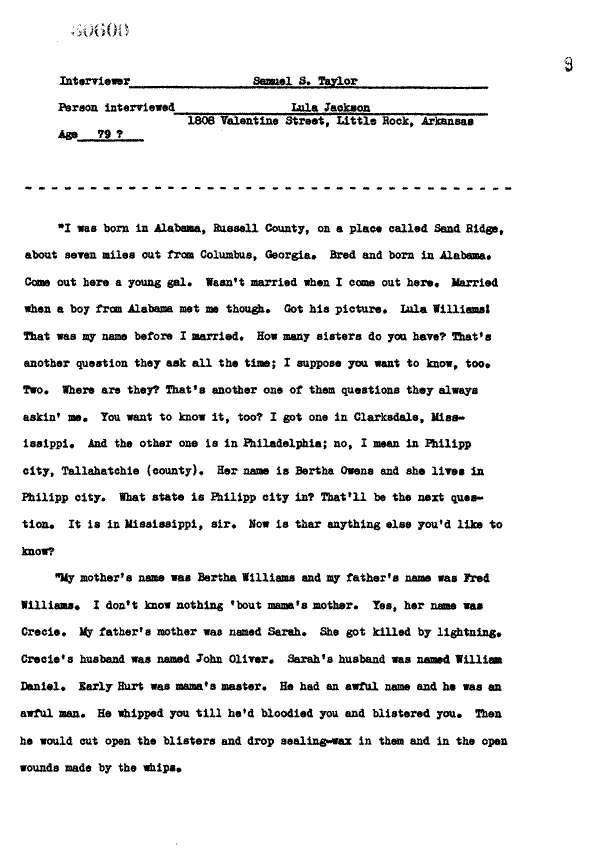 30600
9
Interviewer Samuel S. Taylor
Person interviewed Lula Jackson
1808 Valentine Street, Little Rock, Arkansas
Age 79 ?
"I was born in Alabama, Russell County, on a place called Sand Ridge,
about seven miles out from Columbus, Georgia. Bred and born in Alabama.
Come out here a young gal. Wasn't married when I come out here. Married
when a boy from Alabama met me though. Got his picture. Lula Williams!
That was my name before I married. How many sisters do you have? That's
another question they ask all the time; I suppose you want to know, too.
Two. Where are they? That's another one of them questions they always
askin' me. You want to know it, too? I got one in Clarksdale, Miss-
issippi. And the other one is in Philadelphia; no, I mean in Philipp
city, Tallahatchie (county). Her name is Bertha Owens and she lives in
Philipp city. What state is Philipp city in? That'll be the next ques-
tion. It is in Mississippi, sir. Now is thar anything else you'd like to
know?
"My mother's name was Bertha Williams and my father's name was Fred
Williams. I don't know nothing 'bout mama's mother. Yes, her name was
Crecie. My father's mother was named Sarah. She got killed by lightning.
Crecie's husband was named John Oliver. Sarah's husband was named William
Daniel. Early Hurt was mama's master. He had an awful name and he was an
awful man. He whipped you till he'd bloodied you and blistered you. Then
he would cut open the blisters and drop sealing-wax in them and in the open
wounds made by the whips.